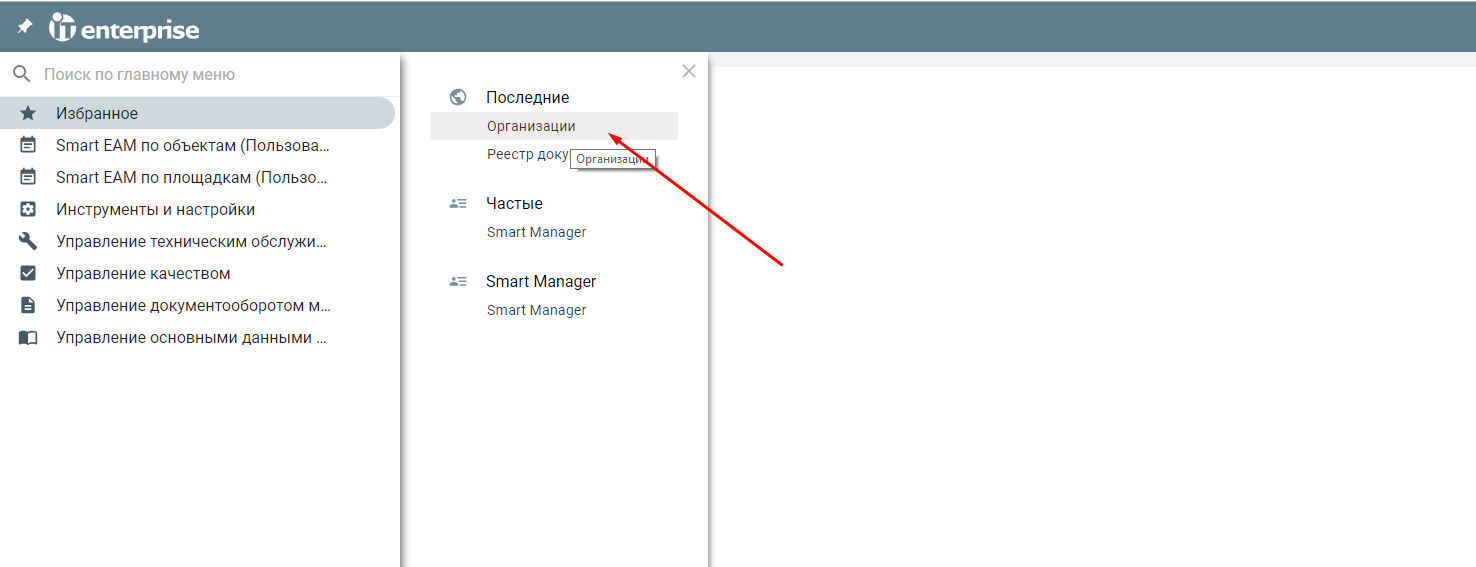 iT enterprise
Поиск по главному меню
Избранное
Smart EAM по объектам (Пользова...
Smart EAM по площадкам (Пользо...
Инструменты и настройки
Управление техническим обслужи...
Управление качеством
Управление документооборотом м...
Управление основными данными ...
Последние
Организации
Реестр доку
Организации
Частые
Smart Manager
Smart Manager
Smart Manager